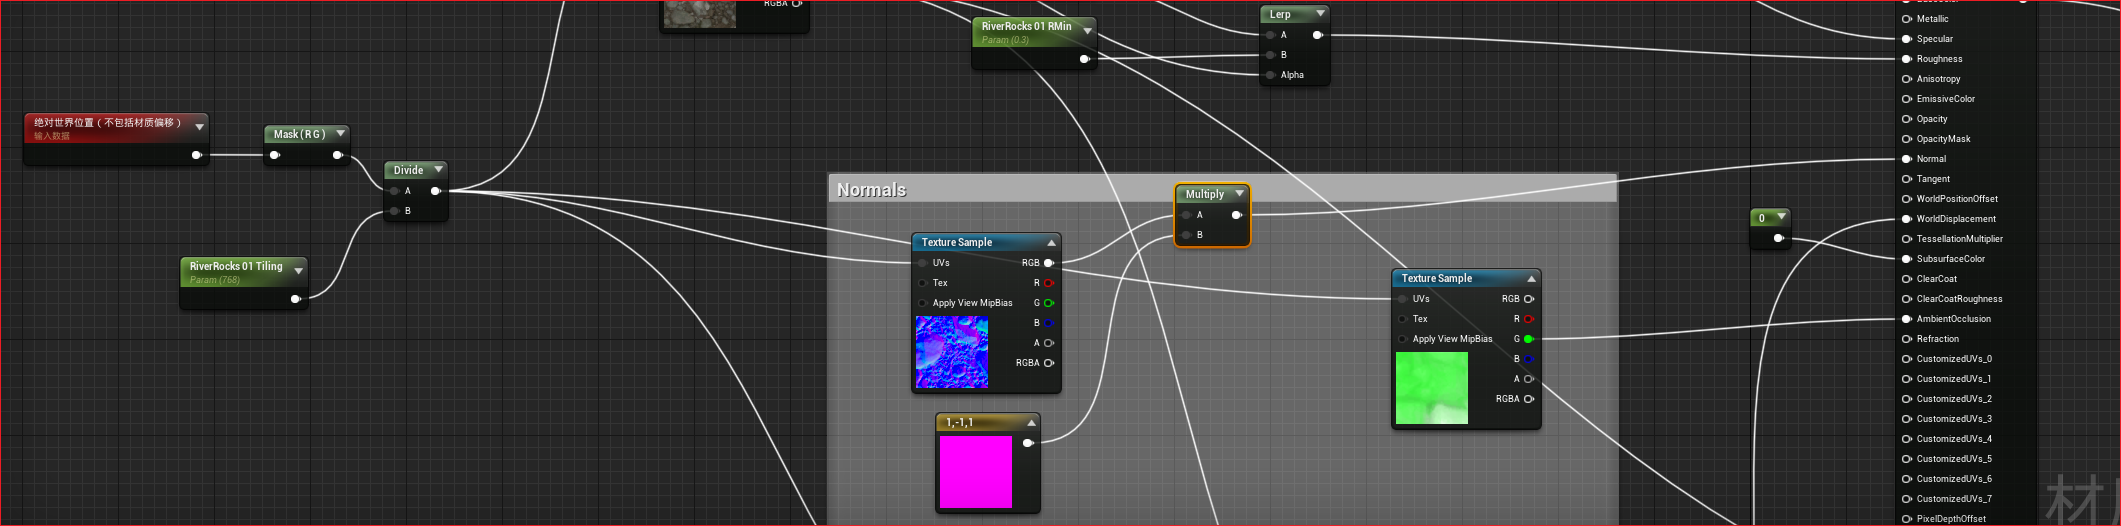 RGBA
RiverRocks 01 RMin
Param (0.3)
Lerp
A
B
Alpha
Metallic
Specular
Roughness
Anisotropy
EmissiveColor
Opacity
OpacityMask
Normal
Tangent
WorldPositionOffset
WorldDisplacement
TessellationMultiplier
SubsurfaceColor
ClearCoat
ClearCoatRoughness
AmbientOcclusion
Refraction
CustomizedUVs_0
CustomizedUVs_1
CustomizedUVs_2
CustomizedUVs_3
CustomizedUVs_4
CustomizedUVs_5
CustomizedUVs_6
CustomizedUVs_7
PixelDepthOffset
绝对世界位置（不包括材质偏移）
输入数据
Mask ( R G )
Divide
A
B
RiverRocks 01 Tiling
Param (768)
Normals
Multiply
A
B
Texture Sample
UVs
RGB
Tex
R
Apply View MipBias
G
B
A
RGBA
1,-1,1
Texture Sample
UVs
RGB
Tex
R
Apply View MipBias
G
B
A
RGBA
0
材